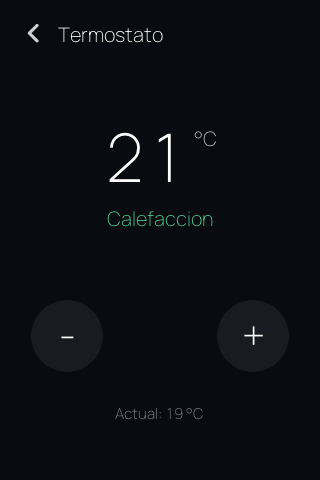 Termostato
21 °C
Calefaccion
- +
Actual: 19°C